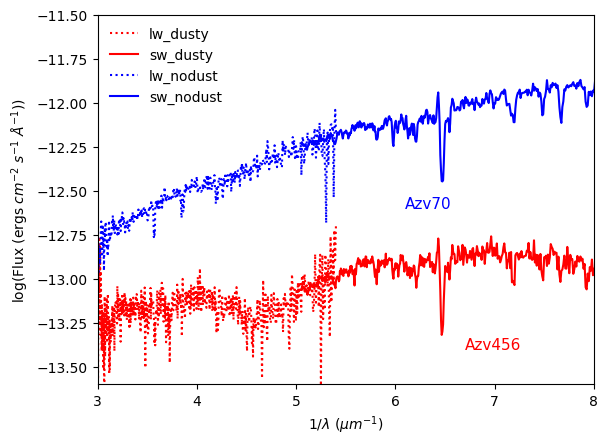 −11.50
−11.75
−12.00
−12.25
−12.50
−12.75
−13.00
−13.25
−13.50
log(Flux (ergs cm⁻² s⁻¹ Å⁻¹))
lw_dusty
sw_dusty
lw_nodust
sw_nodust
Azv70
Azv456
3 4 5 6 7 8
1/λ (μm⁻¹)